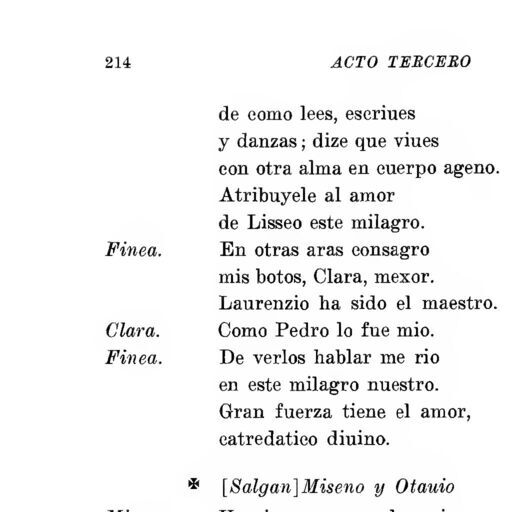 214 ACTO TERCERO
de como lees, escriues
y danzas; dize que viues
con otra alma en cuerpo ageno.
Atribuyele al amor
de Lisseo este milagro.
Finea. En otras aras consagro
mis botos, Clara, mexor.
Laurenzio ha sido el maestro.
Clara. Como Pedro lo fue mio.
Finea. De verlos hablar me rio
en este milagro nuestro.
Gran fuerza tiene el amor,
catredatico diuino.
✠ [Salgan] Miseno y Otauio